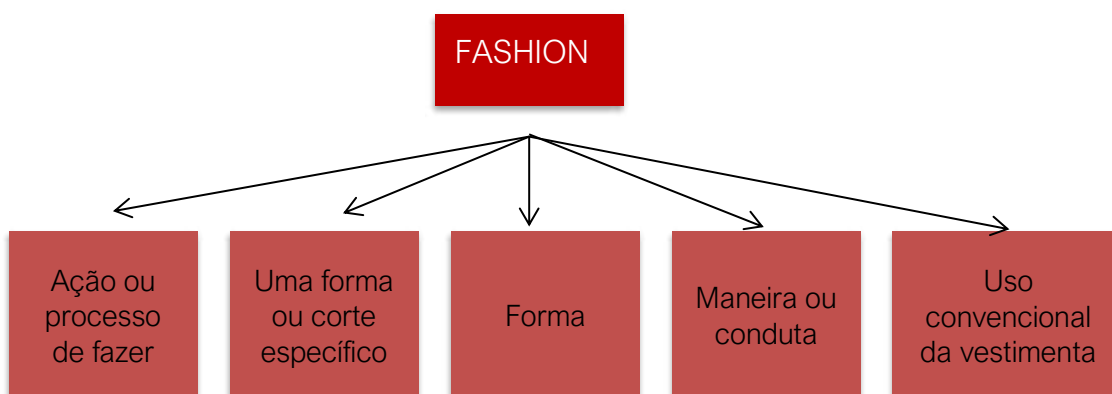 FASHION
Ação ou
processo
de fazer
Uma forma
ou corte
específico
Forma
Maneira ou
conduta
Uso
convencional
da vestimenta